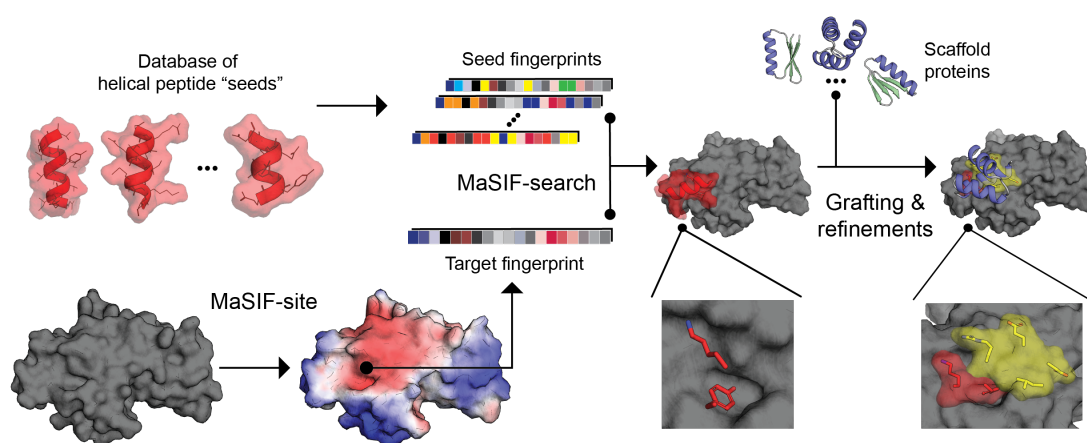 Database of
helical peptide “seeds”
Seed fingerprints
Scaffold
proteins
MaSIF-search
Grafting &
refinements
Target fingerprint
MaSIF-site